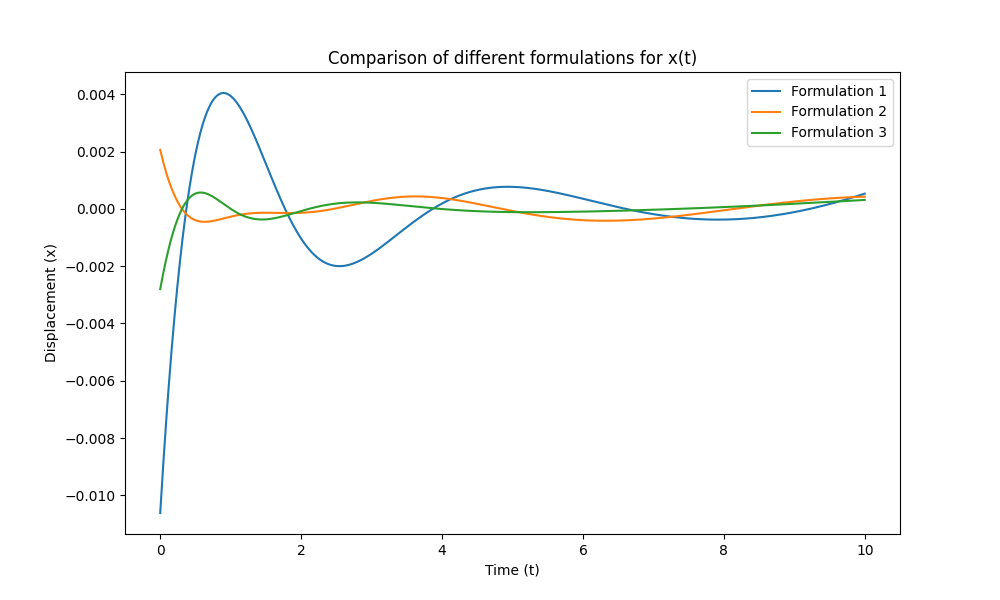 Comparison of different formulations for x(t)
Formulation 1
Formulation 2
Formulation 3
0.004
0.002
0.000
−0.002
−0.004
−0.006
−0.008
−0.010
Displacement (x)
0 2 4 6 8 10
Time (t)